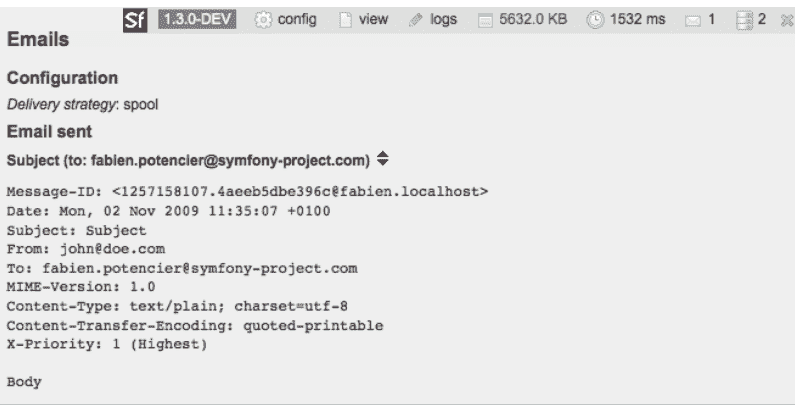 Sf 1.3.0-DEV config view logs 5632.0 KB 1532 ms 1 2
Emails
Configuration
Delivery strategy: spool
Email sent
Subject (to: fabien.potencier@symfony-project.com)
Message-ID: <1257158107.4aeeb5dbe396c@fabien.localhost>
Date: Mon, 02 Nov 2009 11:35:07 +0100
Subject: Subject
From: john@doe.com
To: fabien.potencier@symfony-project.com
MIME-Version: 1.0
Content-Type: text/plain; charset=utf-8
Content-Transfer-Encoding: quoted-printable
X-Priority: 1 (Highest)
Body